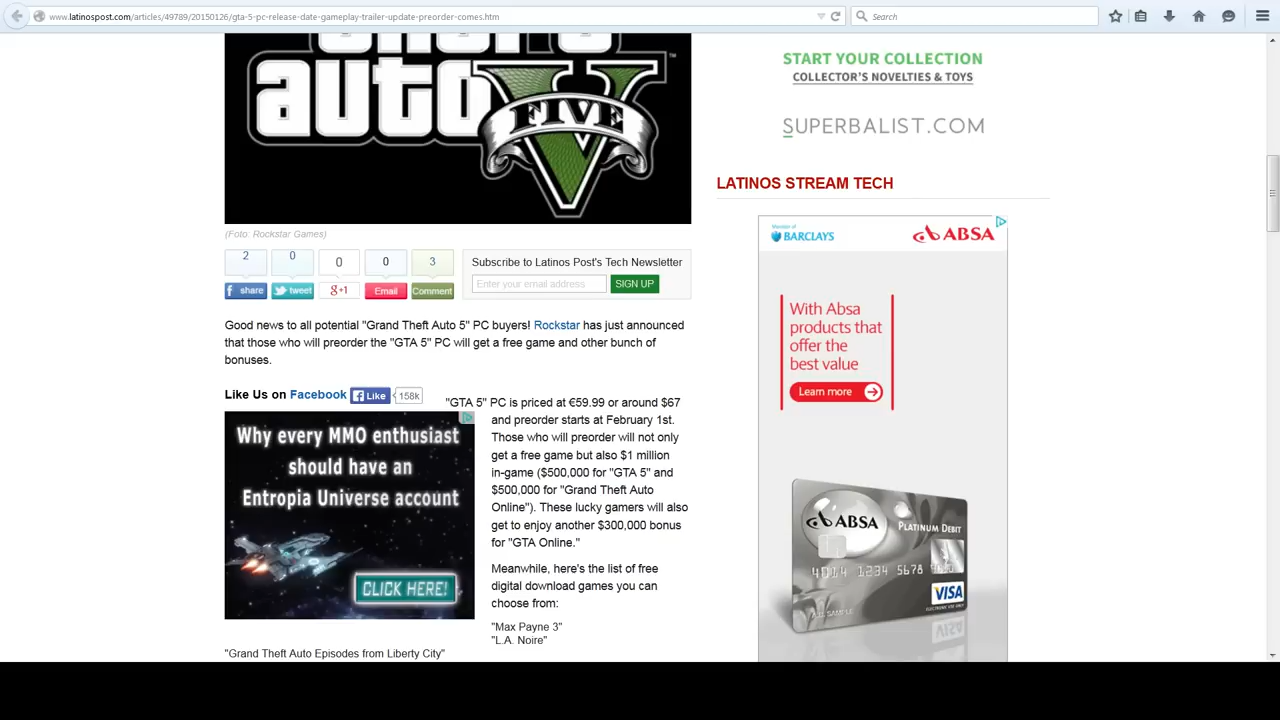 www.latinospost.com/articles/49789/20150126/gta-5-pc-release-date-gameplay-trailer-update-preorder-comes.htm
Search
auto
FIVE
™
(Foto: Rockstar Games)
2
0
0
0
3
share
tweet
g+1
Email
Comment
Subscribe to Latinos Post's Tech Newsletter
Enter your email address
SIGN UP
Good news to all potential "Grand Theft Auto 5" PC buyers! Rockstar has just announced
that those who will preorder the "GTA 5" PC will get a free game and other bunch of
bonuses.
Like Us on Facebook
Like
158k
"GTA 5" PC is priced at €59.99 or around $67
and preorder starts at February 1st.
Those who will preorder will not only
get a free game but also $1 million
in-game ($500,000 for "GTA 5" and
$500,000 for "Grand Theft Auto
Online"). These lucky gamers will also
get to enjoy another $300,000 bonus
for "GTA Online."
Meanwhile, here's the list of free
digital download games you can
choose from:
"Max Payne 3"
"L.A. Noire"
"Grand Theft Auto Episodes from Liberty City"
Why every MMO enthusiast
should have an
Entropia Universe account
CLICK HERE!
START YOUR COLLECTION
COLLECTOR'S NOVELTIES & TOYS
SUPERBALIST.COM
LATINOS STREAM TECH
Member of
BARCLAYS
ABSA
With Absa
products that
offer the
best value
Learn more
ABSA
PLATINUM DEBIT
4014 1234 5678
VISA